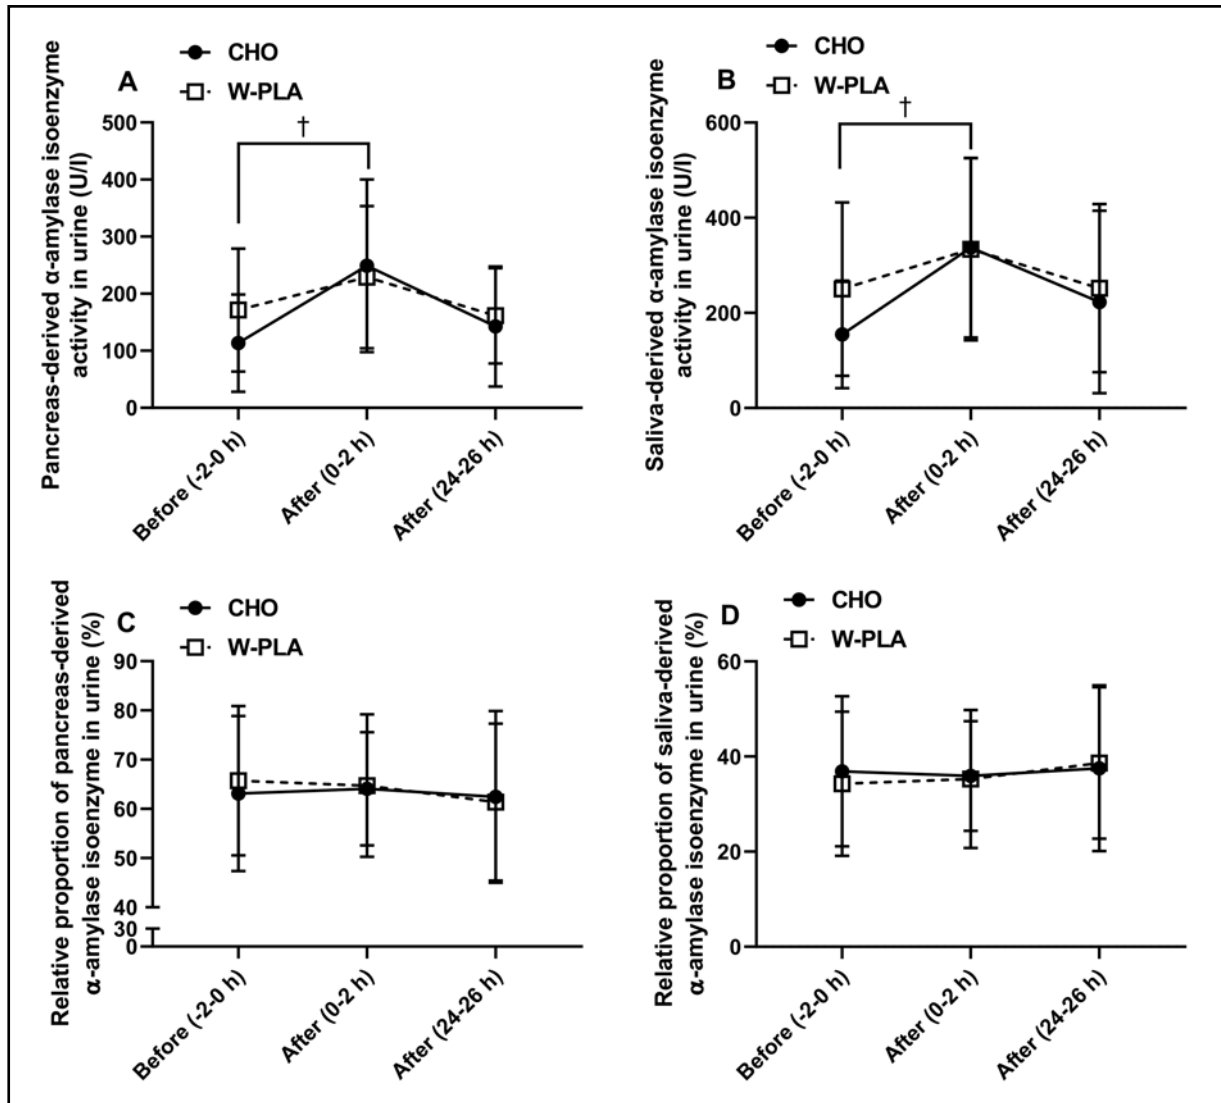 A
CHO
W-PLA
†
Pancreas-derived α-amylase isoenzyme
activity in urine (U/l)
500
400
300
200
100
0
Before (-2-0 h)
After (0-2 h)
After (24-26 h)
B
CHO
W-PLA
†
Saliva-derived α-amylase isoenzyme
activity in urine (U/l)
600
400
200
0
Before (-2-0 h)
After (0-2 h)
After (24-26 h)
C
CHO
W-PLA
Relative proportion of pancreas-derived
α-amylase isoenzyme in urine (%)
90
80
70
60
50
40
30
0
Before (-2-0 h)
After (0-2 h)
After (24-26 h)
D
CHO
W-PLA
Relative proportion of saliva-derived
α-amylase isoenzyme in urine (%)
60
40
20
0
Before (-2-0 h)
After (0-2 h)
After (24-26 h)